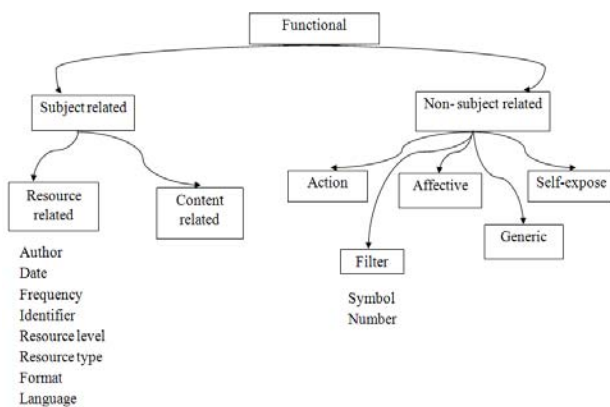 Functional
Subject related
Non- subject related
Resource
related
Content
related
Action
Affective
Self-expose
Generic
Filter
Author
Date
Frequency
Identifier
Resource level
Resource type
Format
Language
Symbol
Number